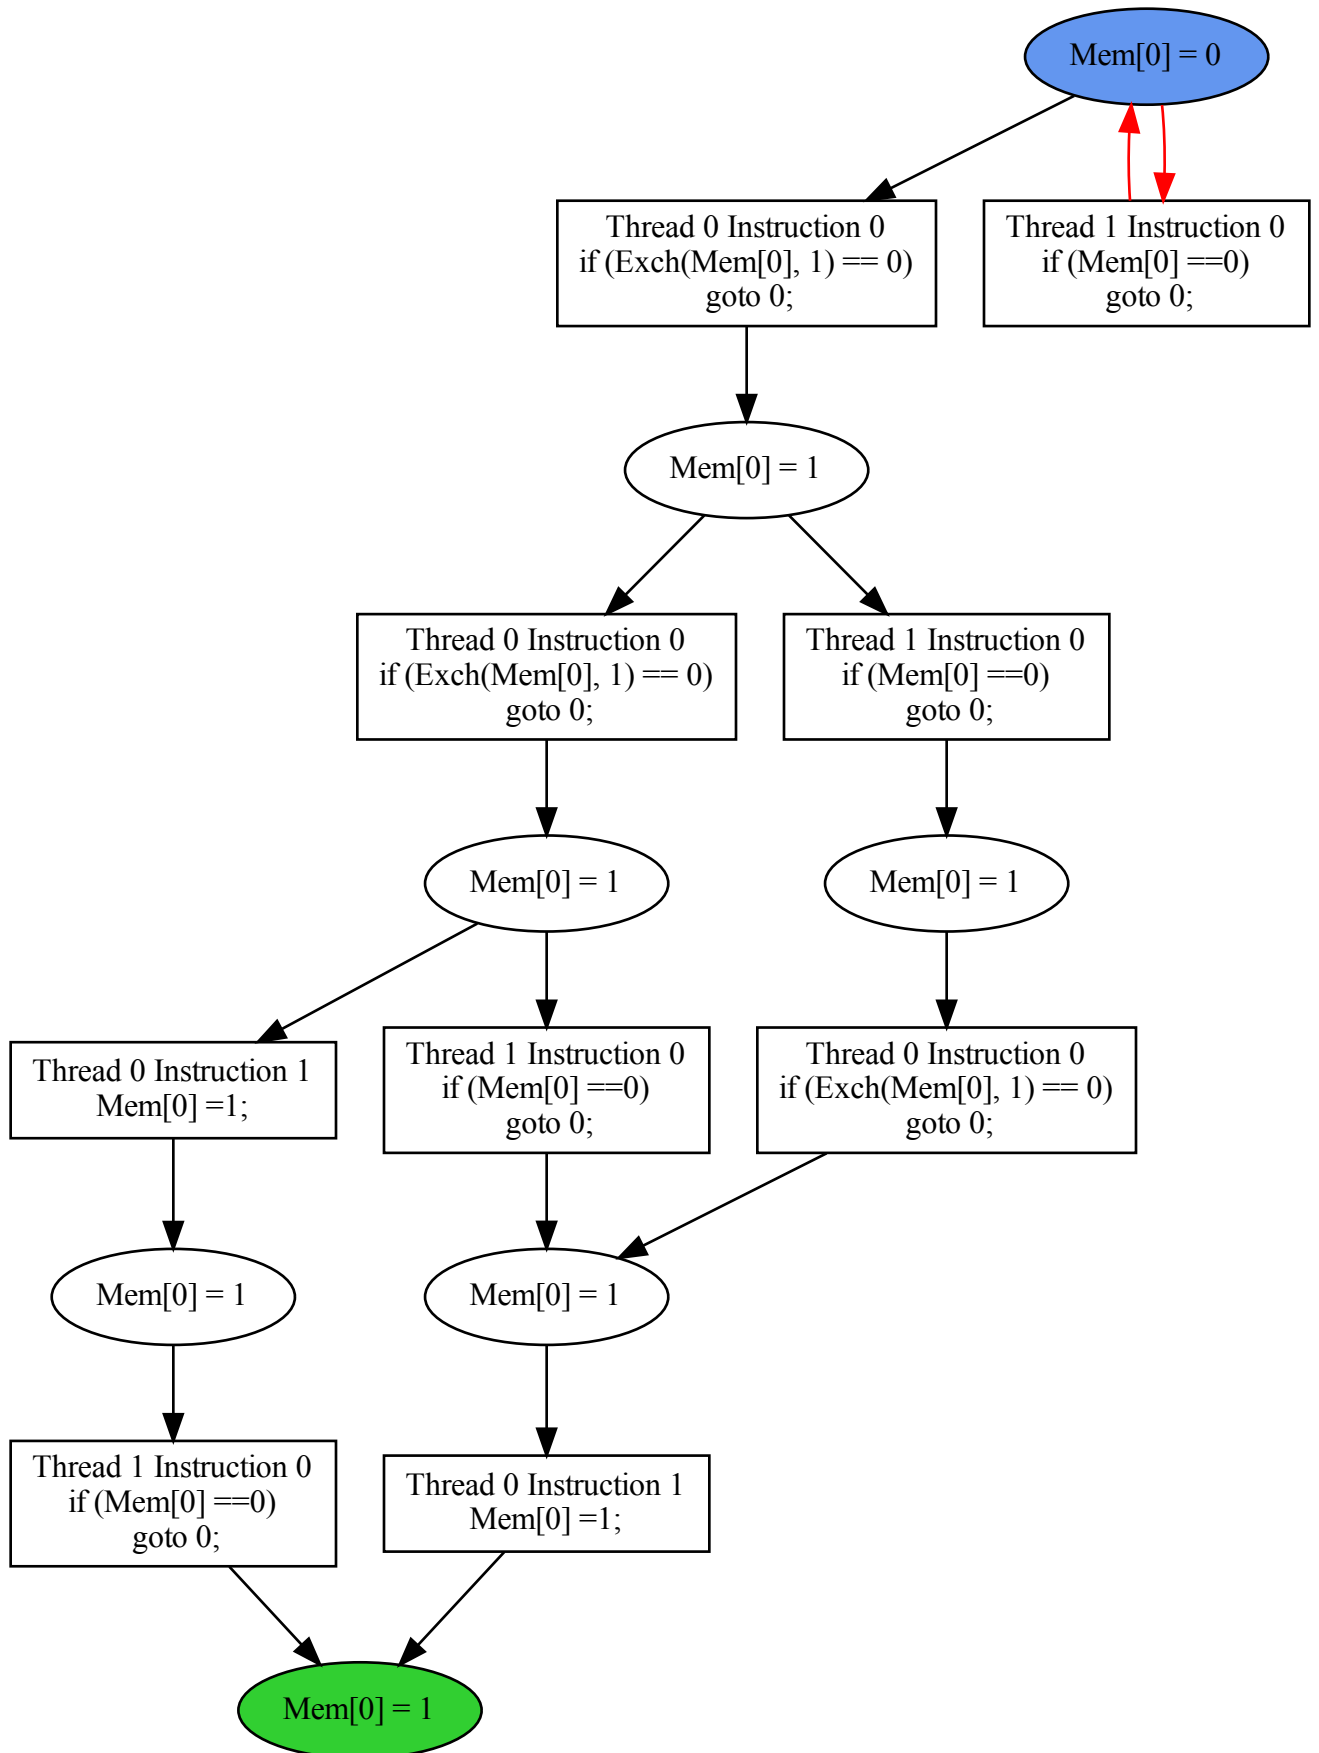 Mem[0] = 0
Thread 0 Instruction 0
if (Exch(Mem[0], 1) == 0)
goto 0;
Thread 1 Instruction 0
if (Mem[0] ==0)
goto 0;
Mem[0] = 1
Thread 0 Instruction 0
if (Exch(Mem[0], 1) == 0)
goto 0;
Thread 1 Instruction 0
if (Mem[0] ==0)
goto 0;
Mem[0] = 1
Mem[0] = 1
Thread 0 Instruction 1
Mem[0] =1;
Thread 1 Instruction 0
if (Mem[0] ==0)
goto 0;
Thread 0 Instruction 0
if (Exch(Mem[0], 1) == 0)
goto 0;
Mem[0] = 1
Mem[0] = 1
Thread 1 Instruction 0
if (Mem[0] ==0)
goto 0;
Thread 0 Instruction 1
Mem[0] =1;
Mem[0] = 1